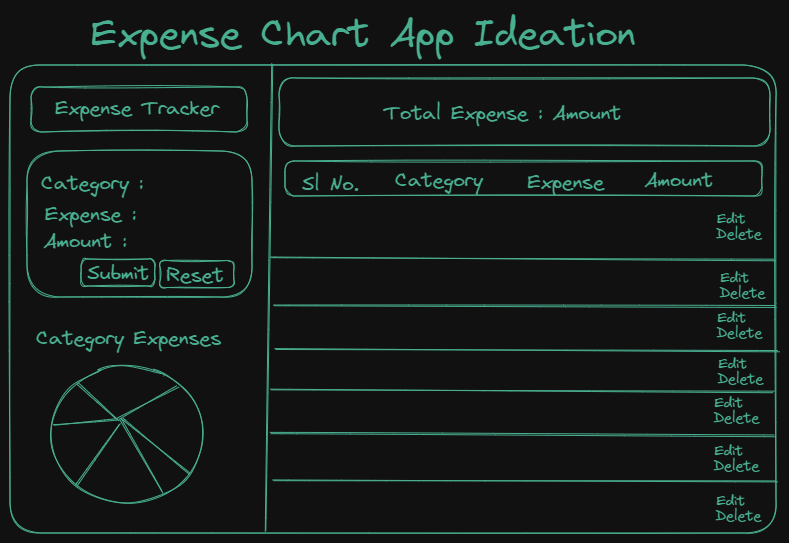 Expense Chart App Ideation
Expense Tracker
Category :
Expense :
Amount :
Submit Reset
Category Expenses
Total Expense : Amount
Sl No. Category Expense Amount
Edit
Delete
Edit
Delete
Edit
Delete
Edit
Delete
Edit
Delete
Edit
Delete
Edit
Delete